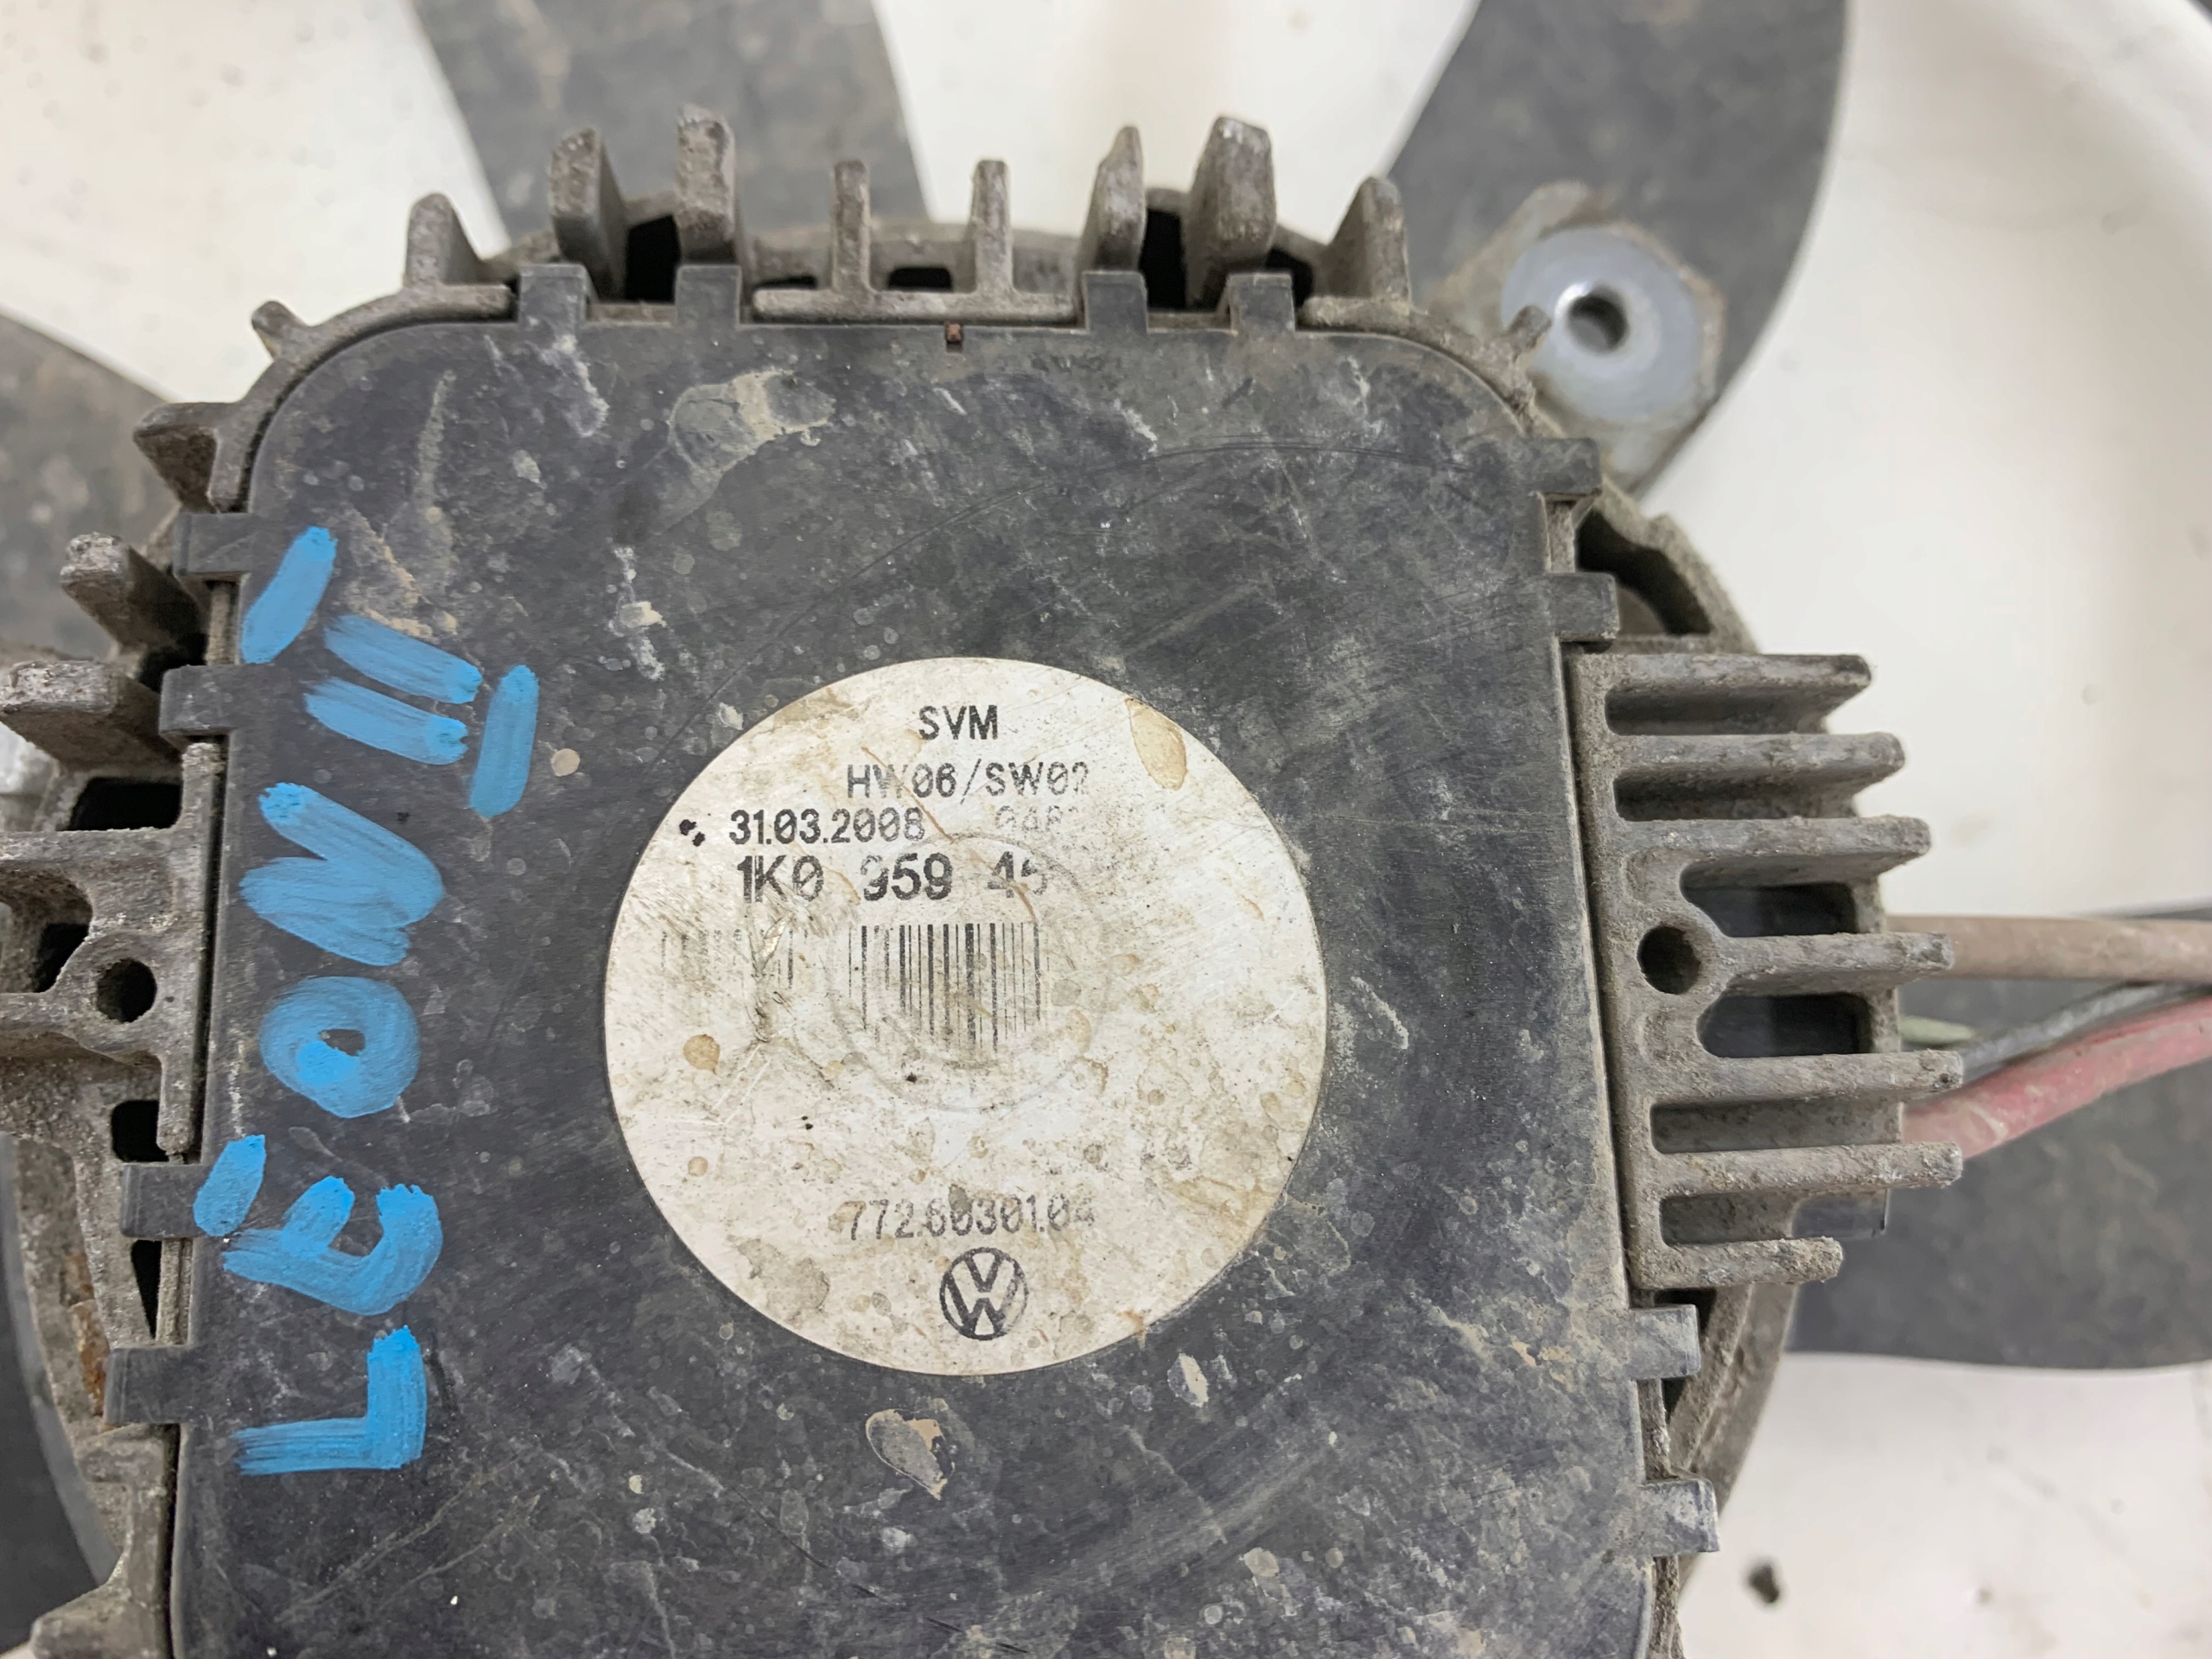 SVM
HW06/SW02
31.03.2008
1K0 959 45
772.60301.04
LEON II